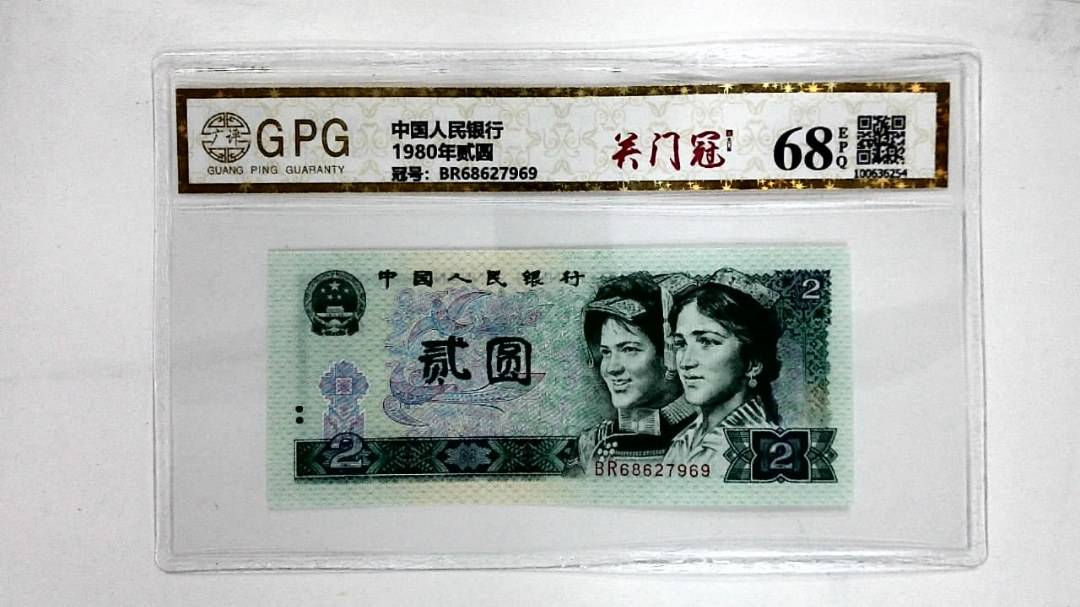 广评
GPG
GUANG PING GUARANTY
中国人民银行
1980年贰圆
冠号：BR68627969
关门冠
68
EPQ
100636254
中国人民银行
2
贰圆
2
BR68627969
2